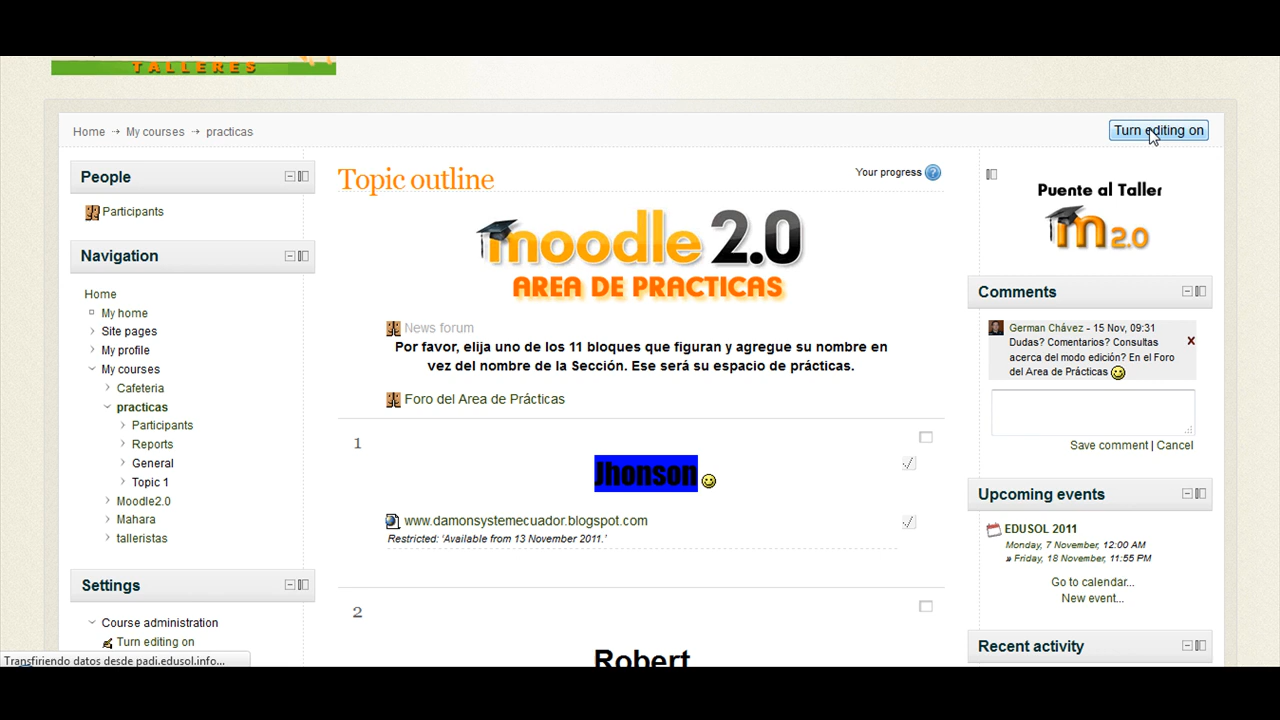 TALLERES
Home My courses practicas
Turn editing on
People
Participants
Navigation
Home
My home
Site pages
My profile
My courses
Cafeteria
practicas
Participants
Reports
General
Topic 1
Moodle2.0
Mahara
talleristas
Settings
Course administration
Turn editing on
Transfiriendo datos desde padi.edusol.info...
Topic outline
Your progress
moodle 2.0
AREA DE PRACTICAS
News forum
Por favor, elija uno de los 11 bloques que figuran y agregue su nombre en
vez del nombre de la Sección. Ese será su espacio de prácticas.
Foro del Area de Prácticas
1
Jhonson
www.damonsystemecuador.blogspot.com
Restricted: 'Available from 13 November 2011.'
2
Robert
Puente al Taller
m 2.0
Comments
German Chávez - 15 Nov, 09:31
Dudas? Comentarios? Consultas
acerca del modo edición? En el Foro
del Area de Prácticas
Save comment | Cancel
Upcoming events
EDUSOL 2011
Monday, 7 November, 12:00 AM
» Friday, 18 November, 11:55 PM
Go to calendar...
New event...
Recent activity